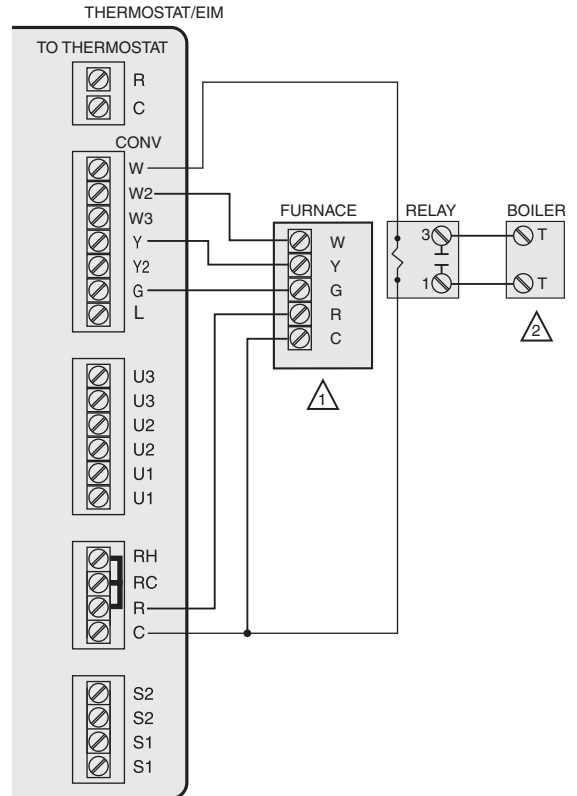 THERMOSTAT/EIM
TO THERMOSTAT
R
C
CONV
W
W2
W3
Y
Y2
G
L
U3
U3
U2
U2
U1
U1
RH
RC
R
C
S2
S2
S1
S1
FURNACE
W
Y
G
R
C
1
RELAY
3
1
BOILER
T
T
2